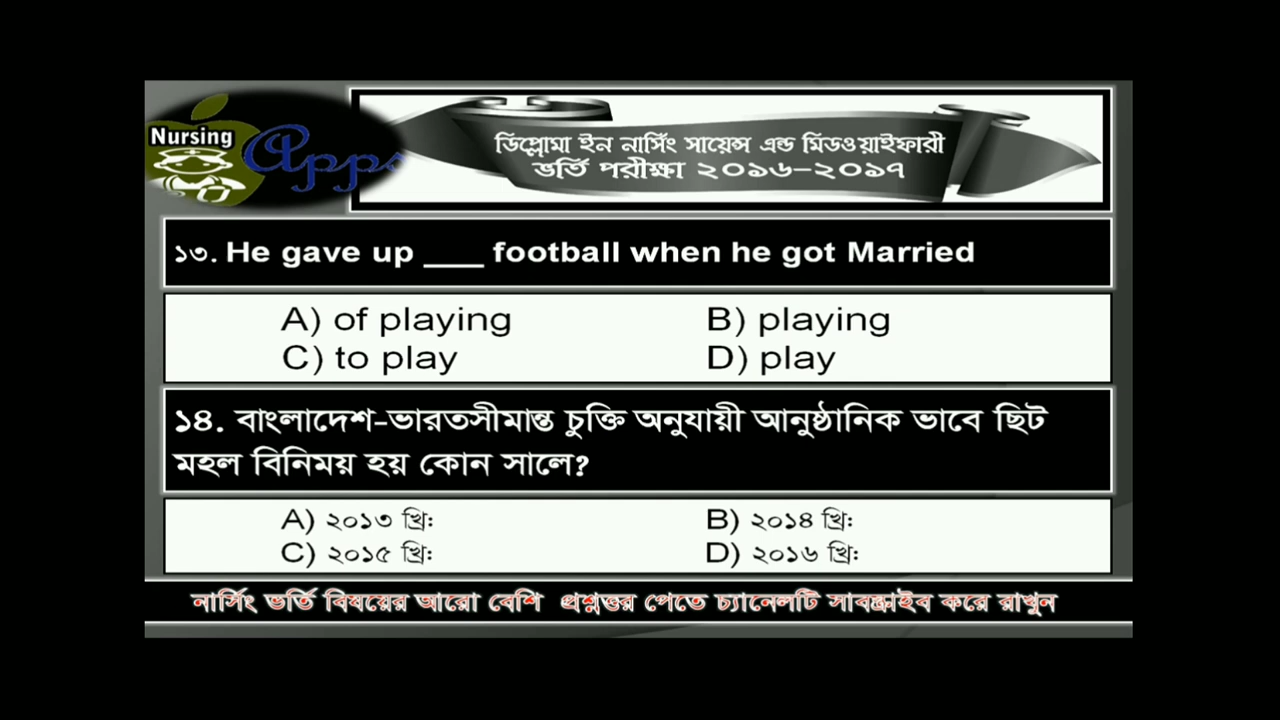 Nursing
Apps
ডিপ্লোমা ইন নার্সিং সায়েন্স এন্ড মিডওয়াইফারী
ভর্তি পরীক্ষা ২০১৬-২০১৭
১৩. He gave up ___ football when he got Married
A) of playing B) playing
C) to play D) play
১৪. বাংলাদেশ-ভারতসীমান্ত চুক্তি অনুযায়ী আনুষ্ঠানিক ভাবে ছিট
মহল বিনিময় হয় কোন সালে?
A) ২০১৩ খ্রিঃ B) ২০১৪ খ্রিঃ
C) ২০১৫ খ্রিঃ D) ২০১৬ খ্রিঃ
নার্সিং ভর্তি বিষয়ের আরো বেশি প্রশ্নত্তর পেতে চ্যানেলটি সাবস্ক্রাইব করে রাখুন